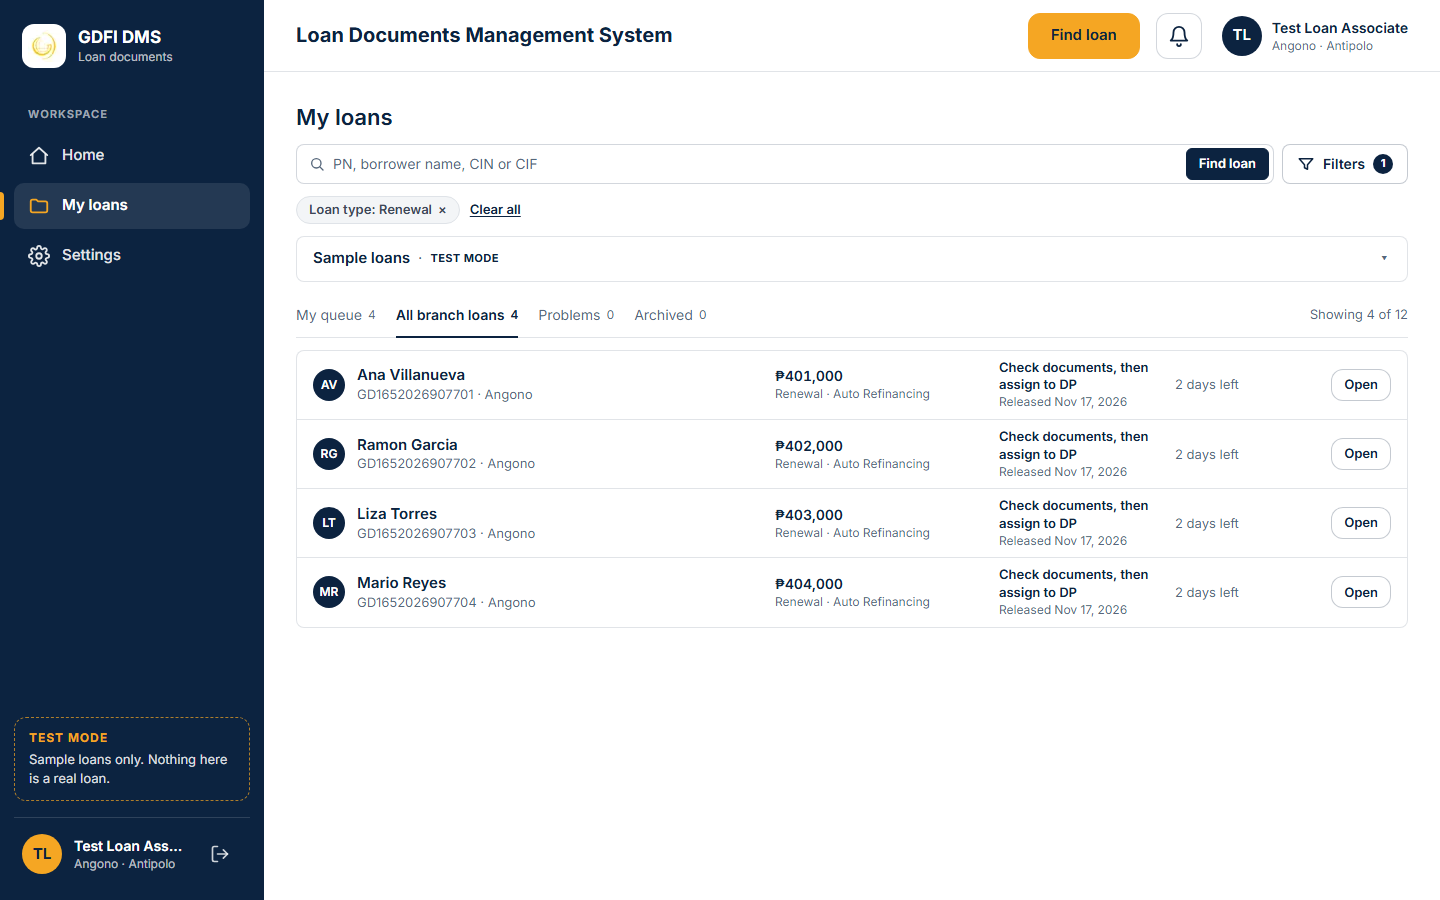 GDFI DMS
Loan documents
WORKSPACE
Home
My loans
Settings
TEST MODE
Sample loans only. Nothing here
is a real loan.
TL
Test Loan Ass...
Angono · Antipolo
Loan Documents Management System
Find loan
TL
Test Loan Associate
Angono · Antipolo
My loans
PN, borrower name, CIN or CIF
Find loan
Filters 1
Loan type: Renewal ×
Clear all
Sample loans · TEST MODE
My queue 4
All branch loans 4
Problems 0
Archived 0
Showing 4 of 12
AV
Ana Villanueva
GD1652026907701 · Angono
₱401,000
Renewal · Auto Refinancing
Check documents, then
assign to DP
Released Nov 17, 2026
2 days left
Open
RG
Ramon Garcia
GD1652026907702 · Angono
₱402,000
Renewal · Auto Refinancing
Check documents, then
assign to DP
Released Nov 17, 2026
2 days left
Open
LT
Liza Torres
GD1652026907703 · Angono
₱403,000
Renewal · Auto Refinancing
Check documents, then
assign to DP
Released Nov 17, 2026
2 days left
Open
MR
Mario Reyes
GD1652026907704 · Angono
₱404,000
Renewal · Auto Refinancing
Check documents, then
assign to DP
Released Nov 17, 2026
2 days left
Open